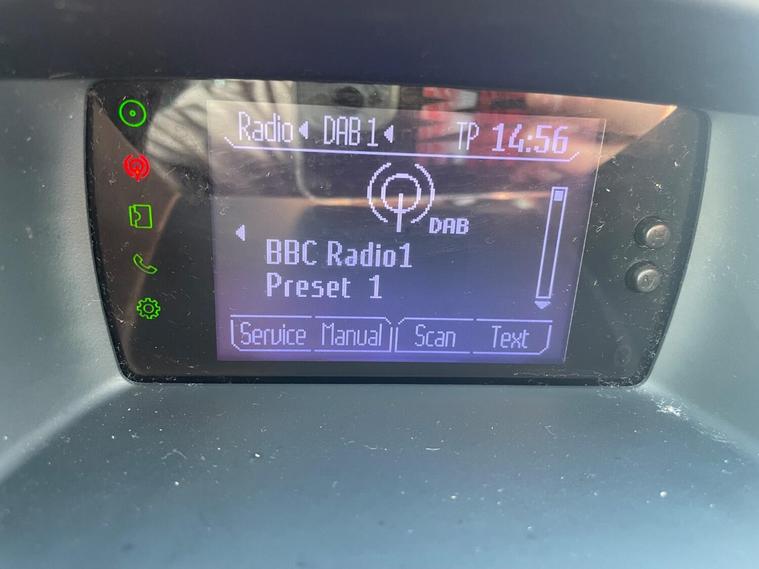 Radio DAB 1 TP 14:56
DAB
BBC Radio1
Preset 1
Service Manual Scan Text